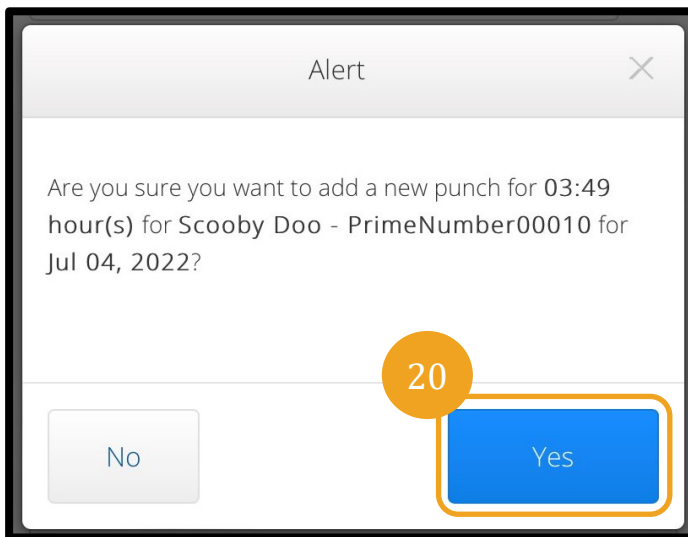 Alert
Are you sure you want to add a new punch for 03:49
hour(s) for Scooby Doo - PrimeNumber00010 for
Jul 04, 2022?
20
No
Yes